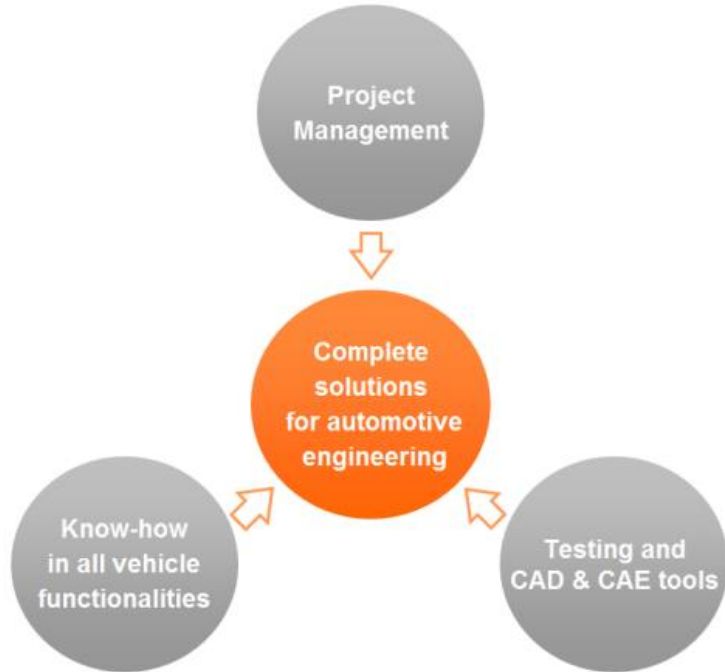 Project
Management
Complete
solutions
for automotive
engineering
Know-how
in all vehicle
functionalities
Testing and
CAD & CAE tools